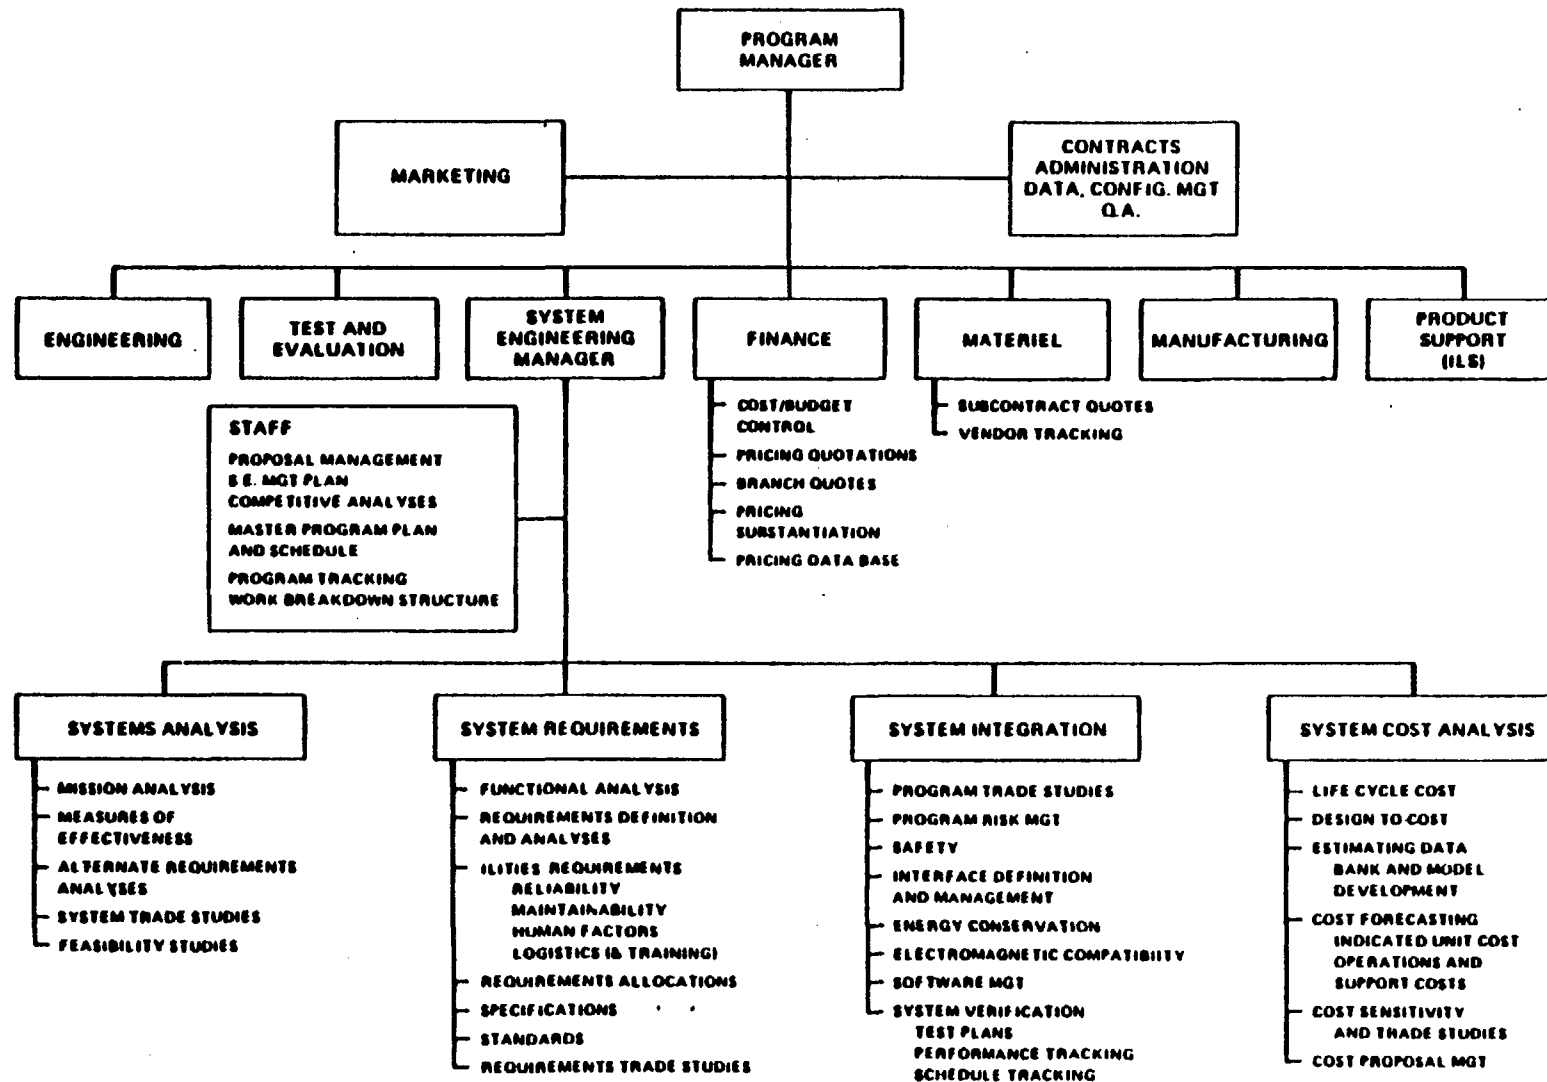 PROGRAM
MANAGER
MARKETING
CONTRACTS
ADMINISTRATION
DATA, CONFIG. MGT
Q.A.
ENGINEERING
TEST AND
EVALUATION
SYSTEM
ENGINEERING
MANAGER
FINANCE
MATERIEL
MANUFACTURING
PRODUCT
SUPPORT
(ILS)
STAFF
PROPOSAL MANAGEMENT
S.E. MGT PLAN
COMPETITIVE ANALYSES
MASTER PROGRAM PLAN
AND SCHEDULE
PROGRAM TRACKING
WORK BREAKDOWN STRUCTURE
COST/BUDGET
CONTROL
PRICING QUOTATIONS
BRANCH QUOTES
PRICING
SUBSTANTIATION
PRICING DATA BASE
SUBCONTRACT QUOTES
VENDOR TRACKING
SYSTEMS ANALYSIS
MISSION ANALYSIS
MEASURES OF
EFFECTIVENESS
ALTERNATE REQUIREMENTS
ANALYSES
SYSTEM TRADE STUDIES
FEASIBILITY STUDIES
SYSTEM REQUIREMENTS
FUNCTIONAL ANALYSIS
REQUIREMENTS DEFINITION
AND ANALYSES
ILITIES REQUIREMENTS
RELIABILITY
MAINTAINABILITY
HUMAN FACTORS
LOGISTICS (& TRAINING)
REQUIREMENTS ALLOCATIONS
SPECIFICATIONS
STANDARDS
REQUIREMENTS TRADE STUDIES
SYSTEM INTEGRATION
PROGRAM TRADE STUDIES
PROGRAM RISK MGT
SAFETY
INTERFACE DEFINITION
AND MANAGEMENT
ENERGY CONSERVATION
ELECTROMAGNETIC COMPATIBIITY
SOFTWARE MGT
SYSTEM VERIFICATION
TEST PLANS
PERFORMANCE TRACKING
SCHEDULE TRACKING
SYSTEM COST ANALYSIS
LIFE CYCLE COST
DESIGN TO COST
ESTIMATING DATA
BANK AND MODEL
DEVELOPMENT
COST FORECASTING
INDICATED UNIT COST
OPERATIONS AND
SUPPORT COSTS
COST SENSITIVITY
AND TRADE STUDIES
COST PROPOSAL MGT